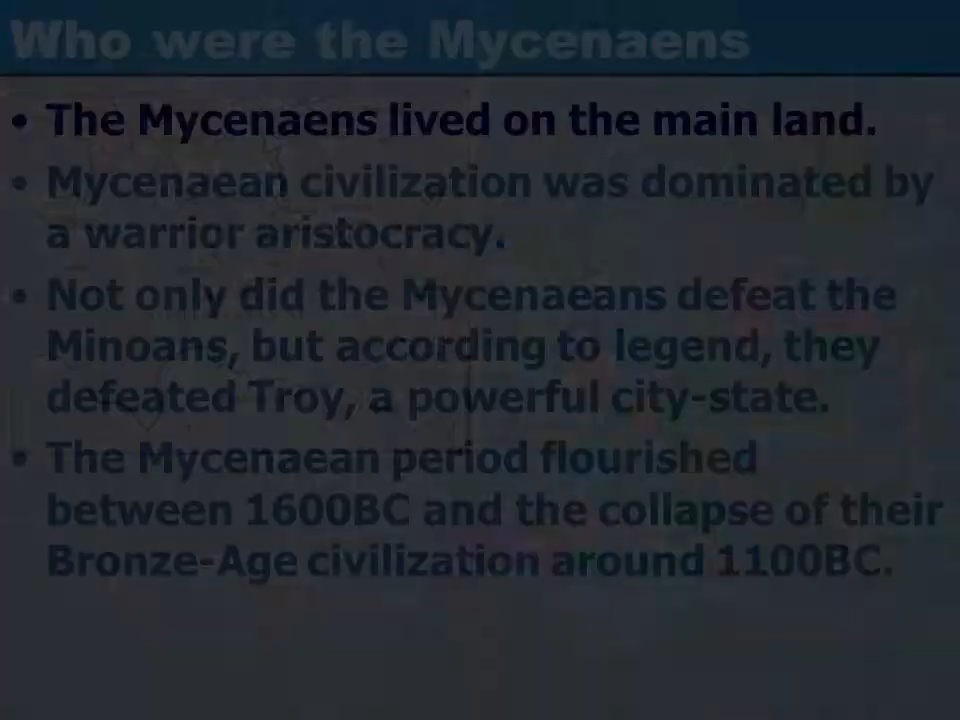 Who were the Mycenaens
• The Mycenaens lived on the main land.
• Mycenaean civilization was dominated by
a warrior aristocracy.
• Not only did the Mycenaeans defeat the
Minoans, but according to legend, they
defeated Troy, a powerful city-state.
• The Mycenaean period flourished
between 1600BC and the collapse of their
Bronze-Age civilization around 1100BC.